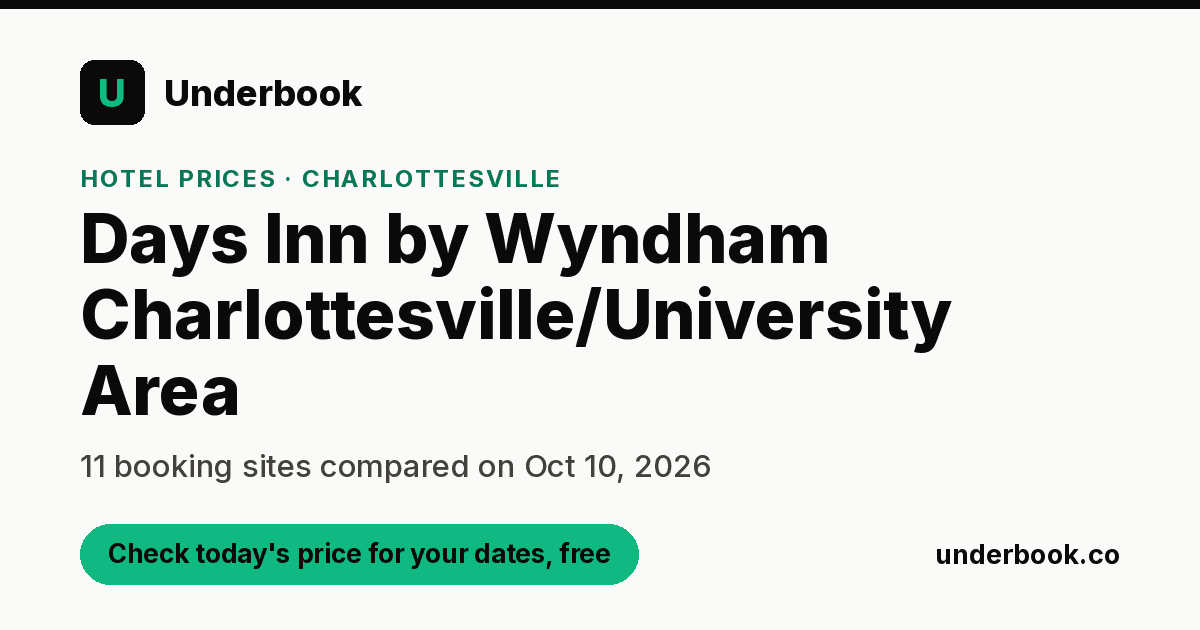 U Underbook
HOTEL PRICES · CHARLOTTESVILLE
Days Inn by Wyndham
Charlottesville/University
Area
11 booking sites compared on Oct 10, 2026
Check today's price for your dates, free
underbook.co